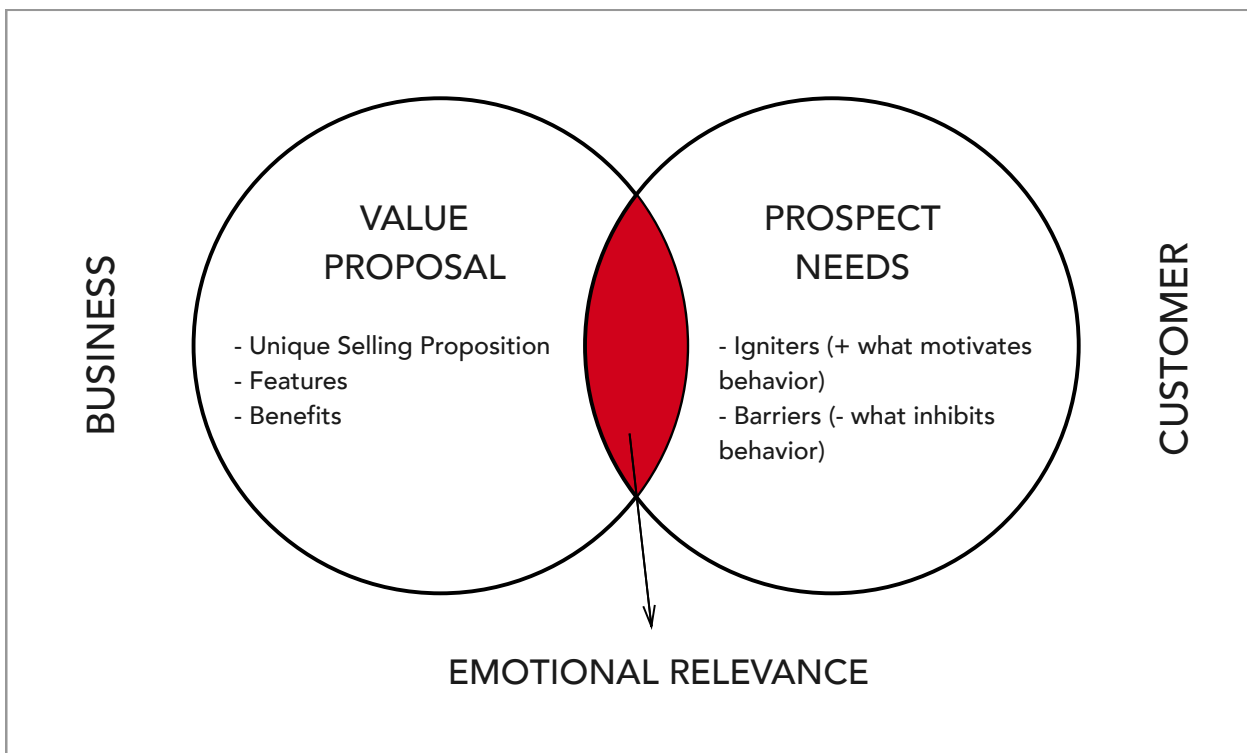 BUSINESS
VALUE
PROPOSAL
- Unique Selling Proposition
- Features
- Benefits
PROSPECT
NEEDS
- Igniters (+ what motivates
behavior)
- Barriers (- what inhibits
behavior)
CUSTOMER
EMOTIONAL RELEVANCE